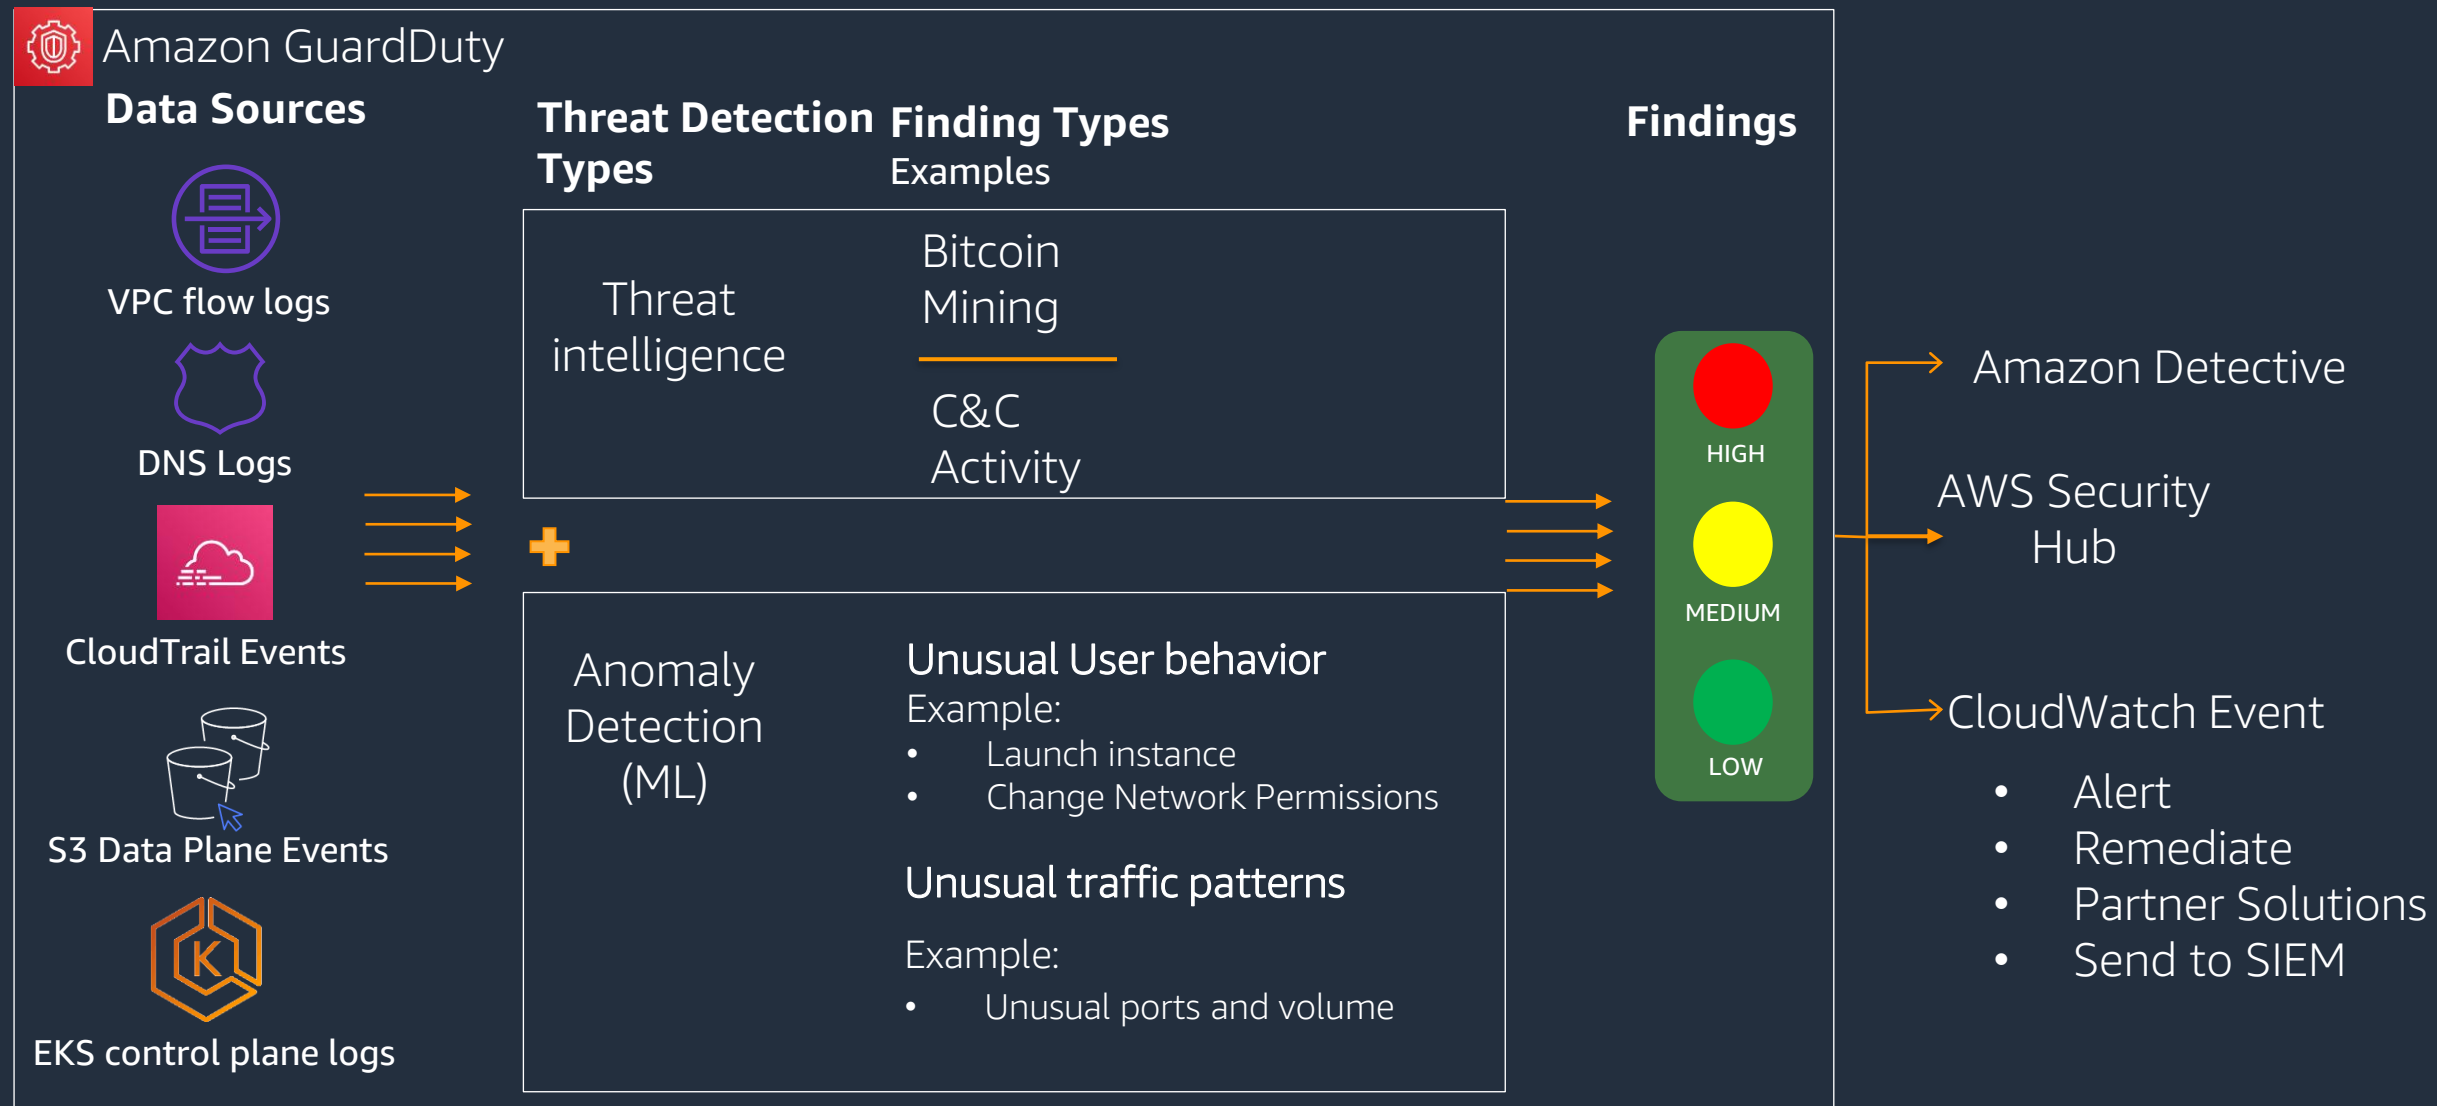 Amazon GuardDuty
Data Sources
VPC flow logs
DNS Logs
CloudTrail Events
S3 Data Plane Events
K
EKS control plane logs
Threat Detection
Types
Finding Types
Examples
Threat
intelligence
Bitcoin
Mining
C&C
Activity
Anomaly
Detection
(ML)
Unusual User behavior
Example:
• Launch instance
• Change Network Permissions
Unusual traffic patterns
Example:
• Unusual ports and volume
Findings
HIGH
MEDIUM
LOW
Amazon Detective
AWS Security
Hub
CloudWatch Event
• Alert
• Remediate
• Partner Solutions
• Send to SIEM